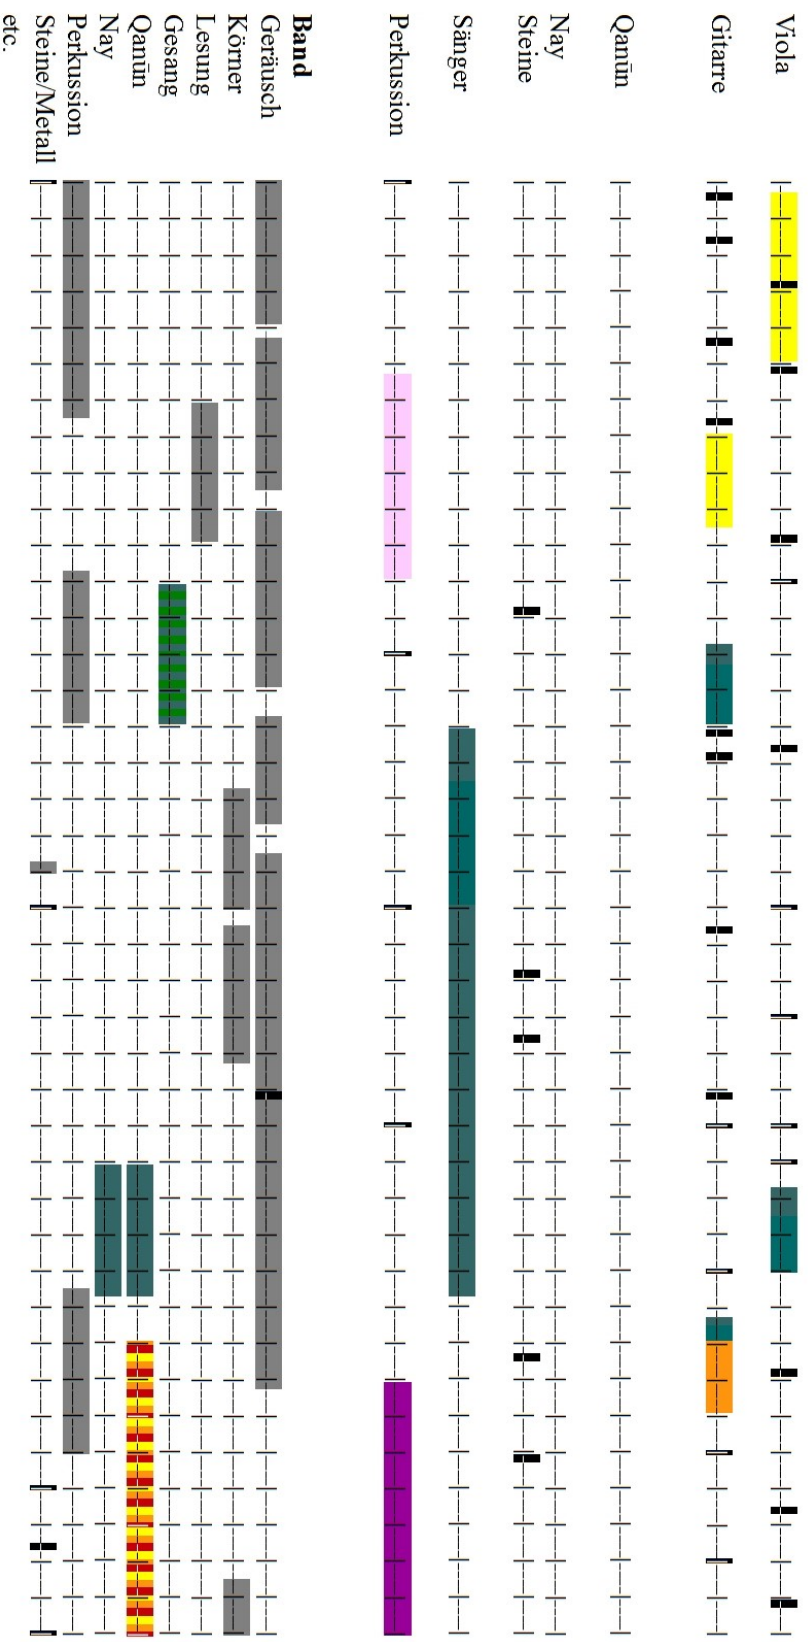 Viola
Gitarre
Qanūn
Nay
Steine
Sänger
Perkussion
Band
Geräusch
Körner
Lesung
Gesang
Qanūn
Nay
Perkussion
Steine/Metall
etc.